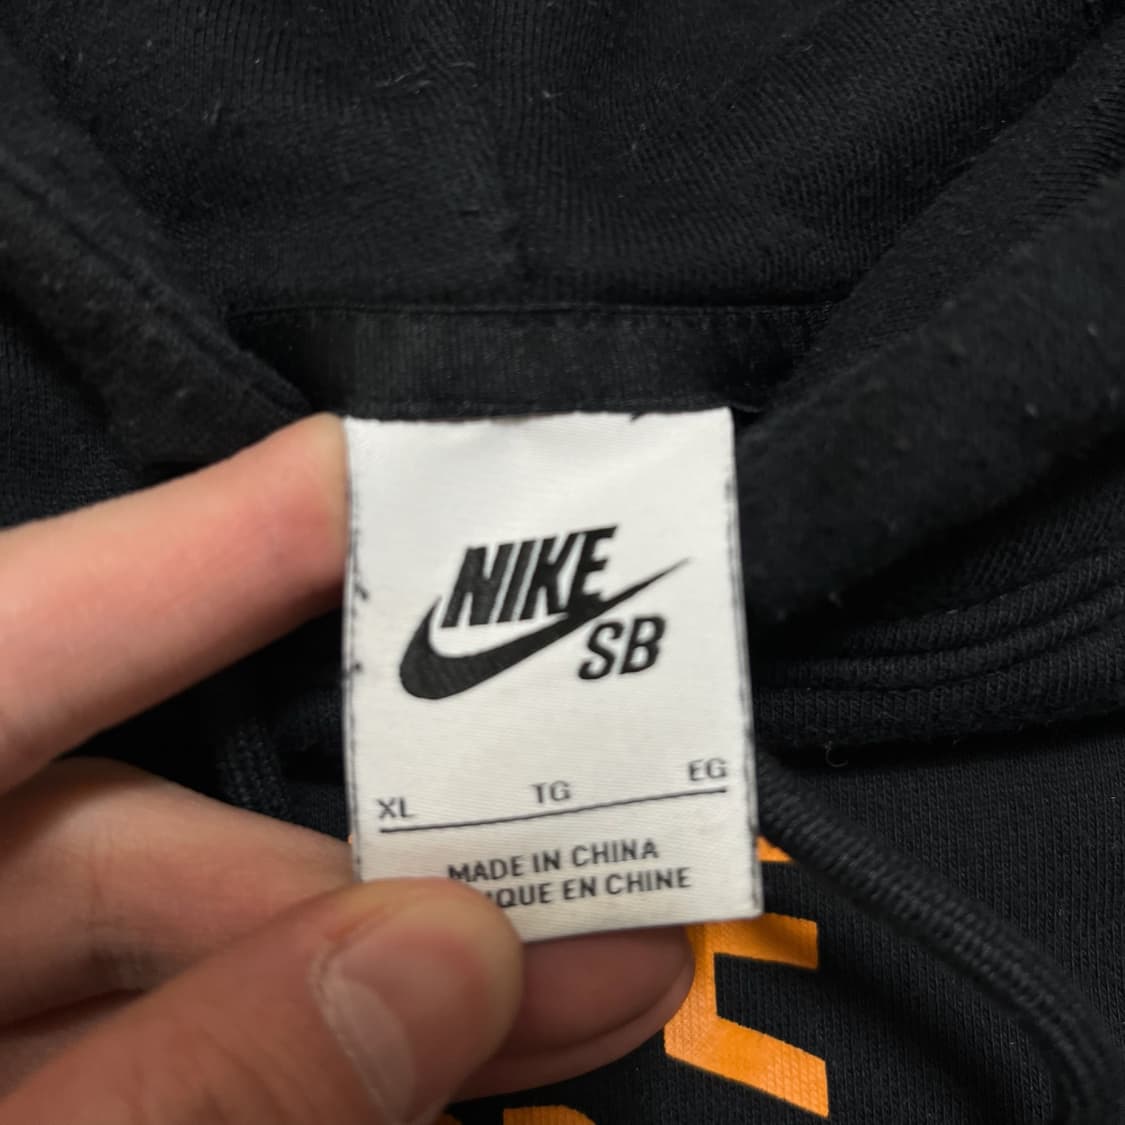 NIKE
SB
XL TG EG
MADE IN CHINA
EN CHINE